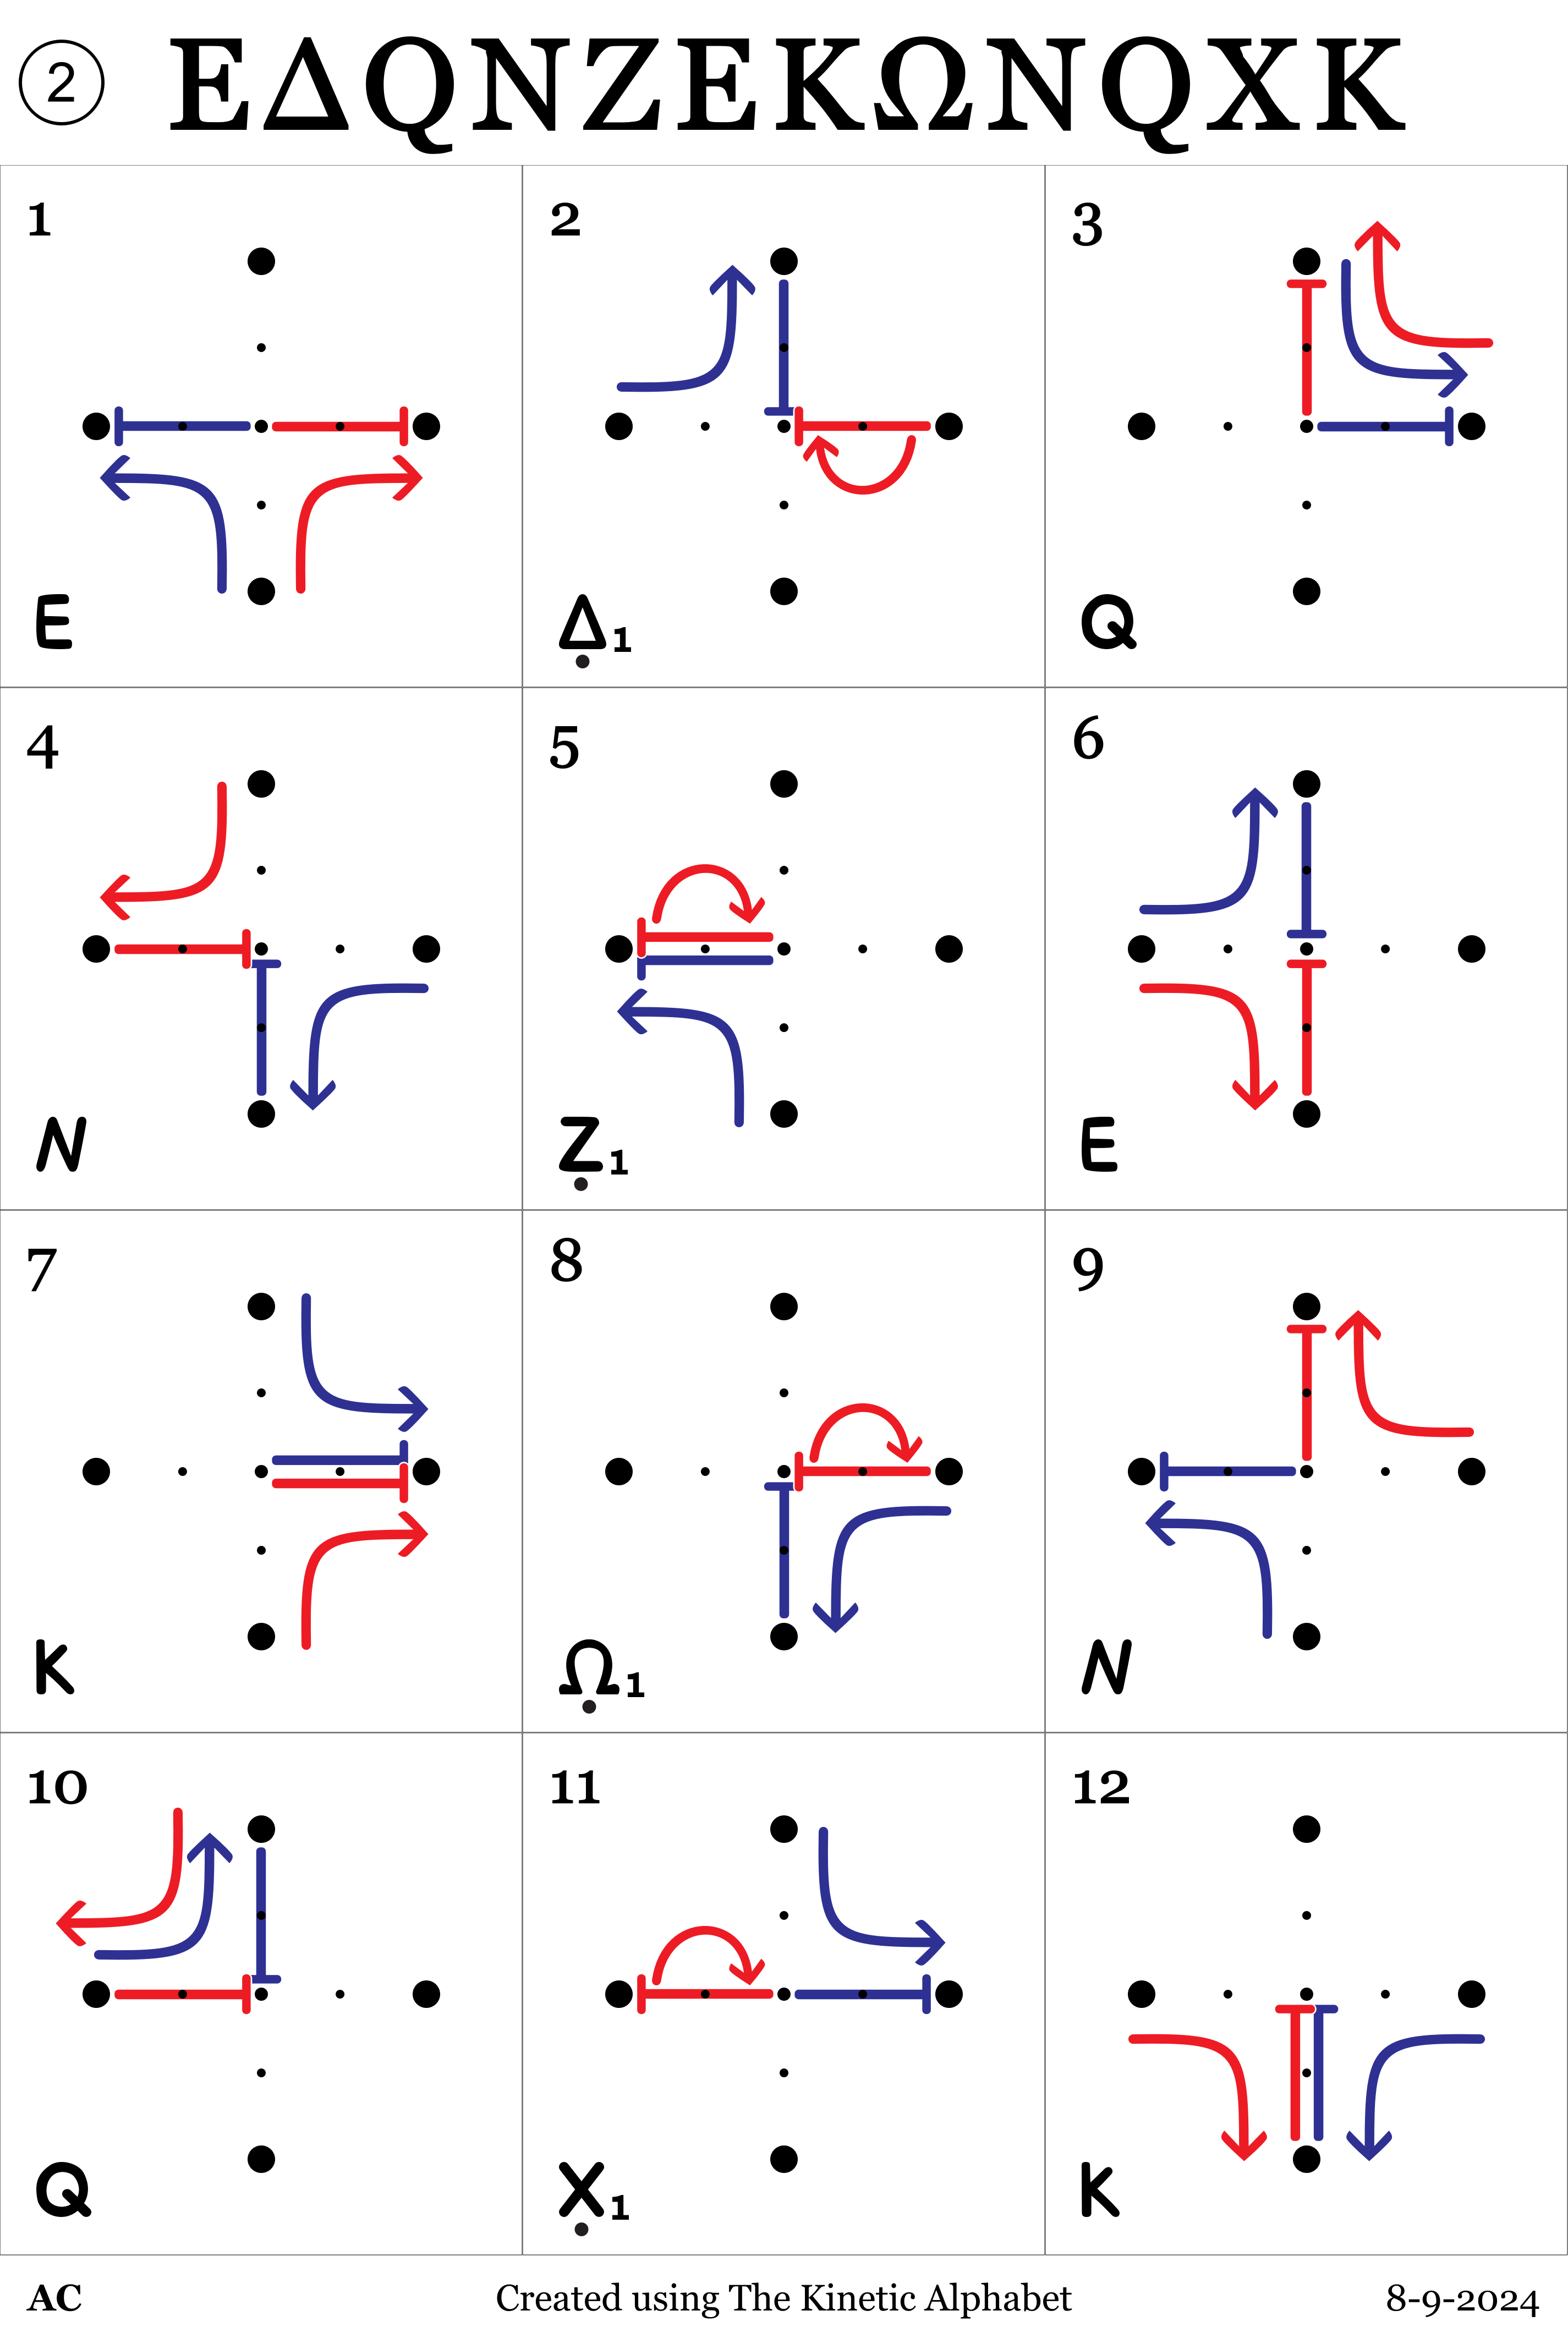 ② EΔQNZEKΩNQXK
1 2 3
E Δ1 Q
4 5 6
N Z1 E
7 8 9
K Ω1 N
10 11 12
Q X1 K
AC Created using The Kinetic Alphabet 8-9-2024